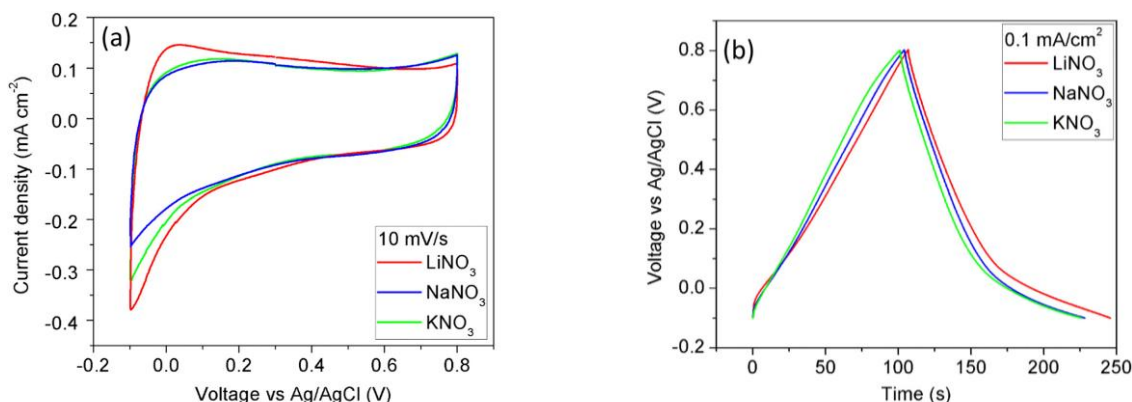 (a)
0.2
0.1
0.0
-0.1
-0.2
-0.3
-0.4
Current density (mA cm⁻²)
-0.2
0.0
0.2
0.4
0.6
0.8
1.0
Voltage vs Ag/AgCl (V)
10 mV/s
LiNO₃
NaNO₃
KNO₃
(b)
0.8
0.4
0.0
-0.2
Voltage vs Ag/AgCl (V)
0
50
100
150
200
250
Time (s)
0.1 mA/cm²
LiNO₃
NaNO₃
KNO₃